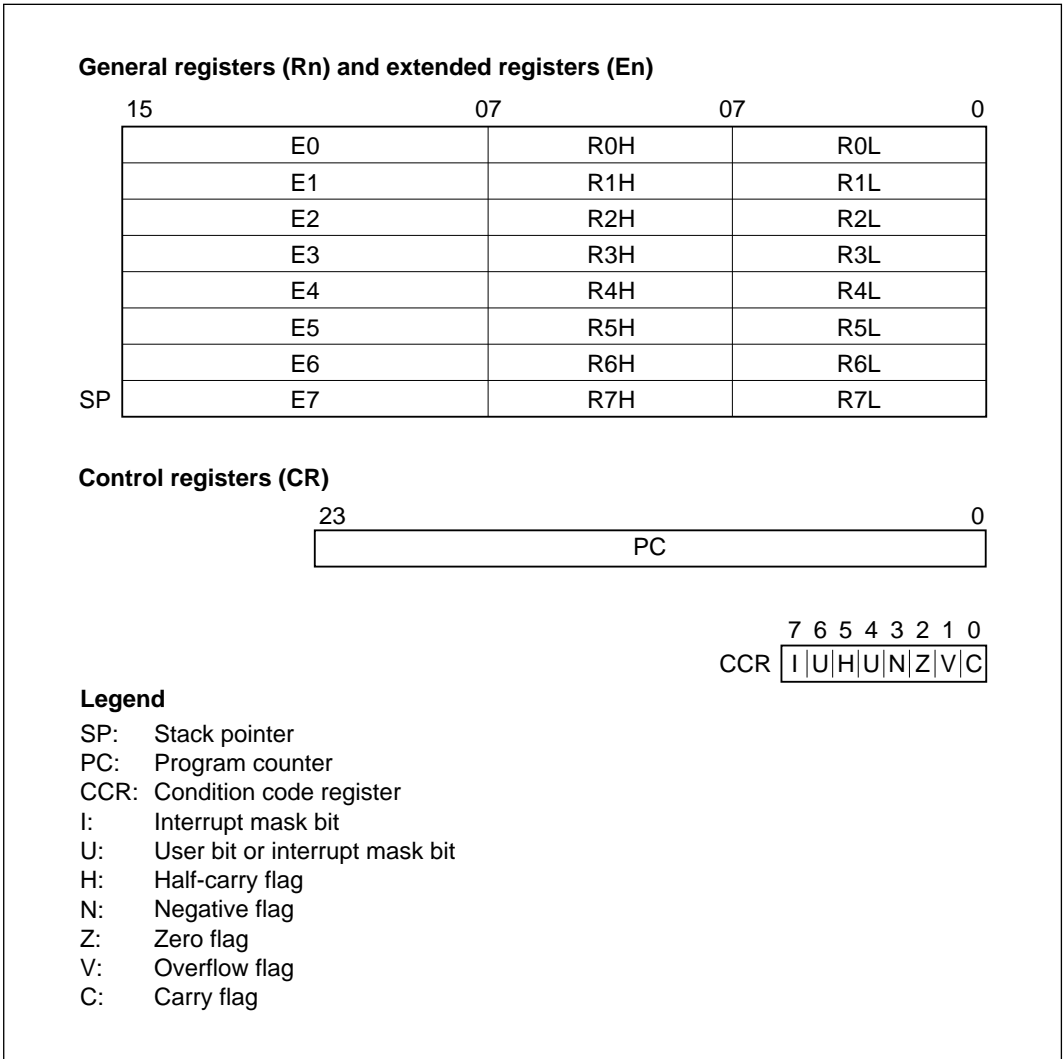 General registers (Rn) and extended registers (En)
15 07 07 0
E0 R0H R0L
E1 R1H R1L
E2 R2H R2L
E3 R3H R3L
E4 R4H R4L
E5 R5H R5L
E6 R6H R6L
SP E7 R7H R7L
Control registers (CR)
23 0
PC
7 6 5 4 3 2 1 0
CCR I U H U N Z V C
Legend
SP: Stack pointer
PC: Program counter
CCR: Condition code register
I: Interrupt mask bit
U: User bit or interrupt mask bit
H: Half-carry flag
N: Negative flag
Z: Zero flag
V: Overflow flag
C: Carry flag